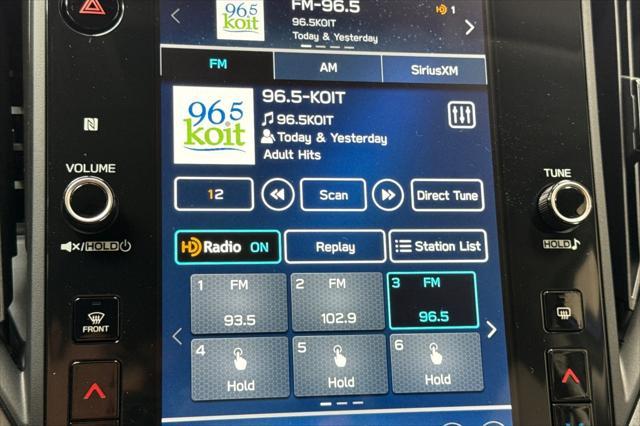 96.5
koit
FM-96.5
96.5KOIT
Today & Yesterday
HD 1
FM
AM
SiriusXM
96.5
koit
96.5-KOIT
96.5KOIT
Today & Yesterday
Adult Hits
N
VOLUME
TUNE
12
Scan
Direct Tune
HOLD
HOLD
HD Radio ON
Replay
Station List
1 FM
93.5
2 FM
102.9
3 FM
96.5
FRONT
4
Hold
5
Hold
6
Hold